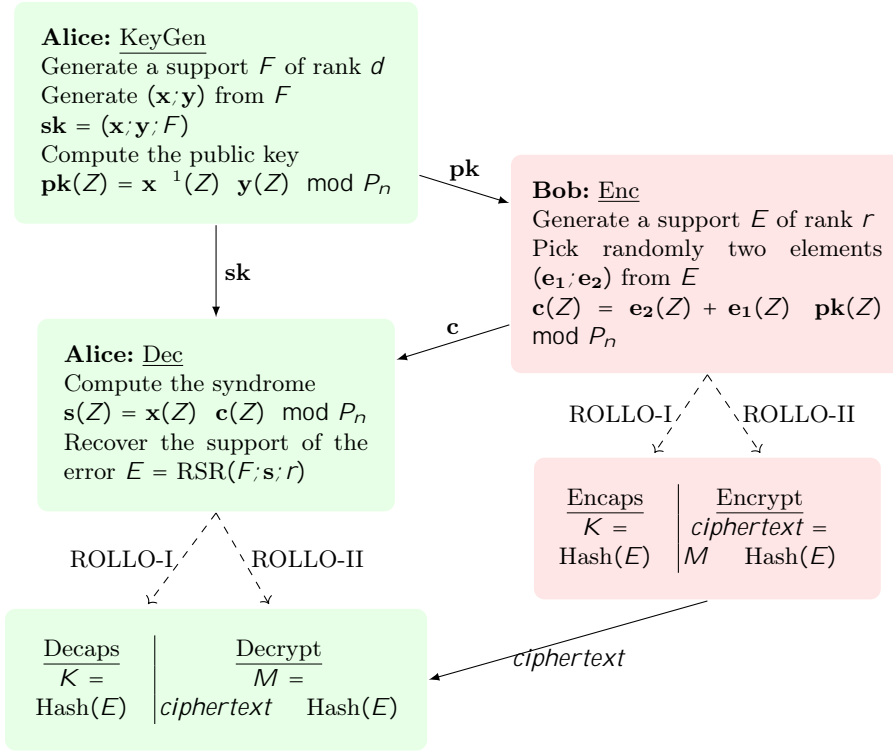 Alice: KeyGen
Generate a support F of rank d
Generate (x; y) from F
sk = (x; y; F)
Compute the public key
pk(Z) = x ¹(Z) y(Z) mod Pₙ
pk
Bob: Enc
Generate a support E of rank r
Pick randomly two elements
(e₁; e₂) from E
c(Z) = e₂(Z) + e₁(Z) pk(Z)
mod Pₙ
sk
c
Alice: Dec
Compute the syndrome
s(Z) = x(Z) c(Z) mod Pₙ
Recover the support of the
error E = RSR(F; s; r)
ROLLO-I
ROLLO-II
Encaps
K =
Hash(E)
Encrypt
ciphertext =
M Hash(E)
ROLLO-I
ROLLO-II
Decaps
K =
Hash(E)
Decrypt
M =
ciphertext Hash(E)
ciphertext